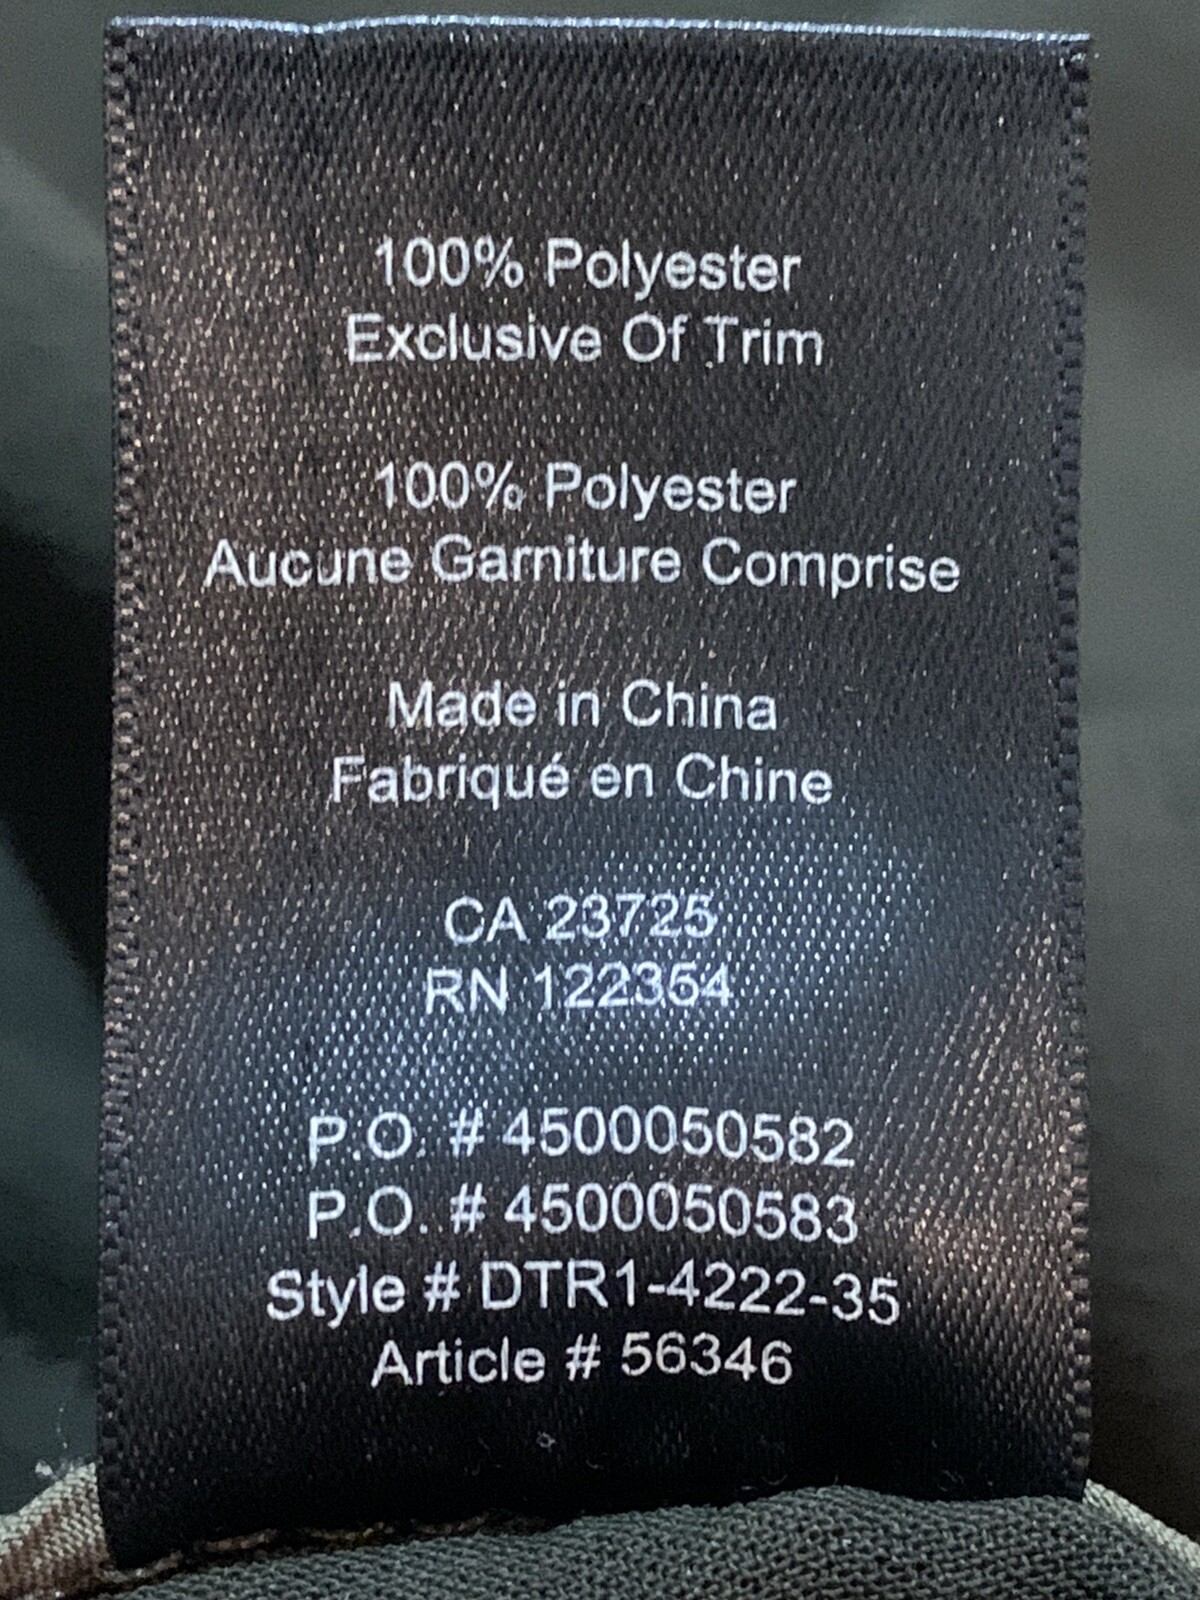 100% Polyester
Exclusive Of Trim
100% Polyester
Aucune Garniture Comprise
Made in China
Fabriqué en Chine
CA 23725
RN 122354
P.O. # 4500050582
P.O. # 4500050583
Style # DTR1-4222-35
Article # 56346